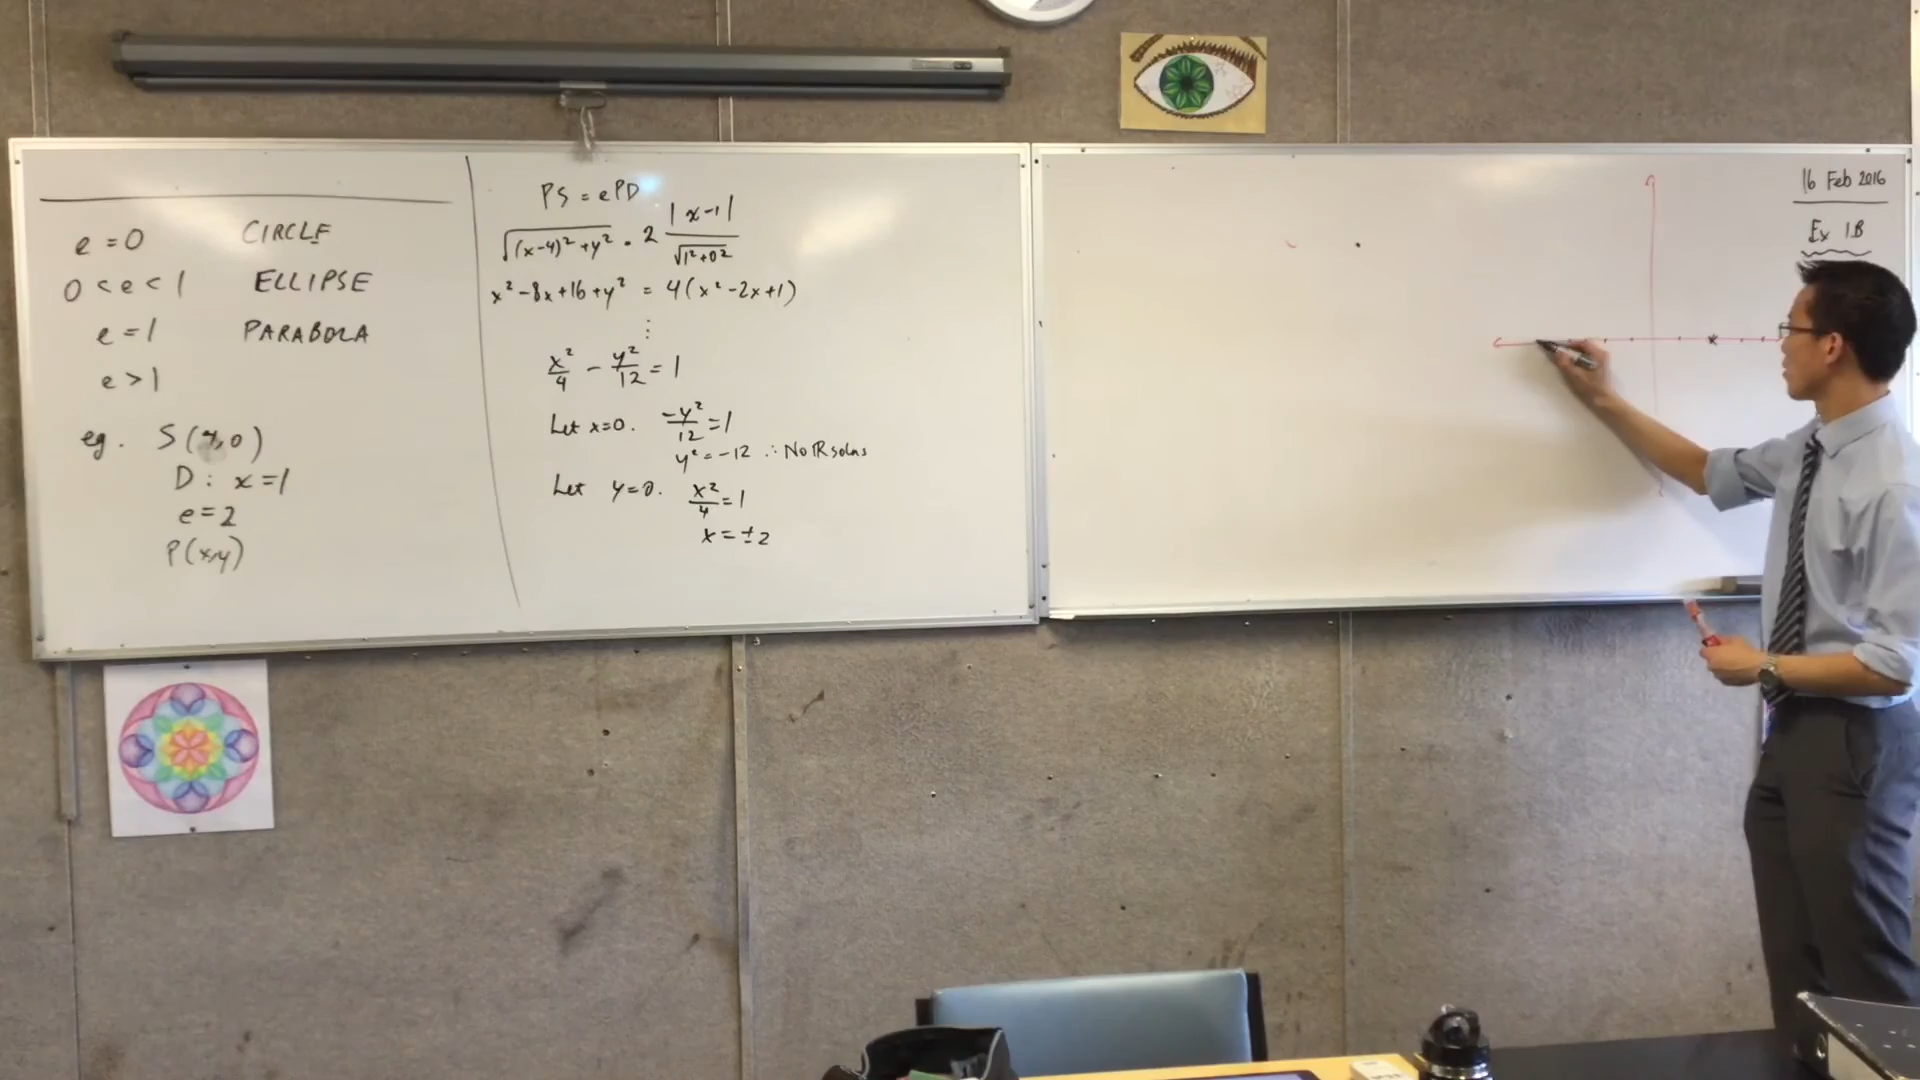 e = 0 CIRCLE
0 < e < 1 ELLIPSE
e = 1 PARABOLA
e > 1
eg. S(4,0)
D : x = 1
e = 2
P(x,y)
PS = ePD
√((x-4)² + y²) = 2 |x-1| / √(1²+0²)
x² - 8x + 16 + y² = 4(x² - 2x + 1)
⋮
x²/4 - y²/12 = 1
Let x=0. -y²/12 = 1
y² = -12 ∴ No ℝ solns
Let y=0. x²/4 = 1
x = ±2
16 Feb 2016
Ex 1B